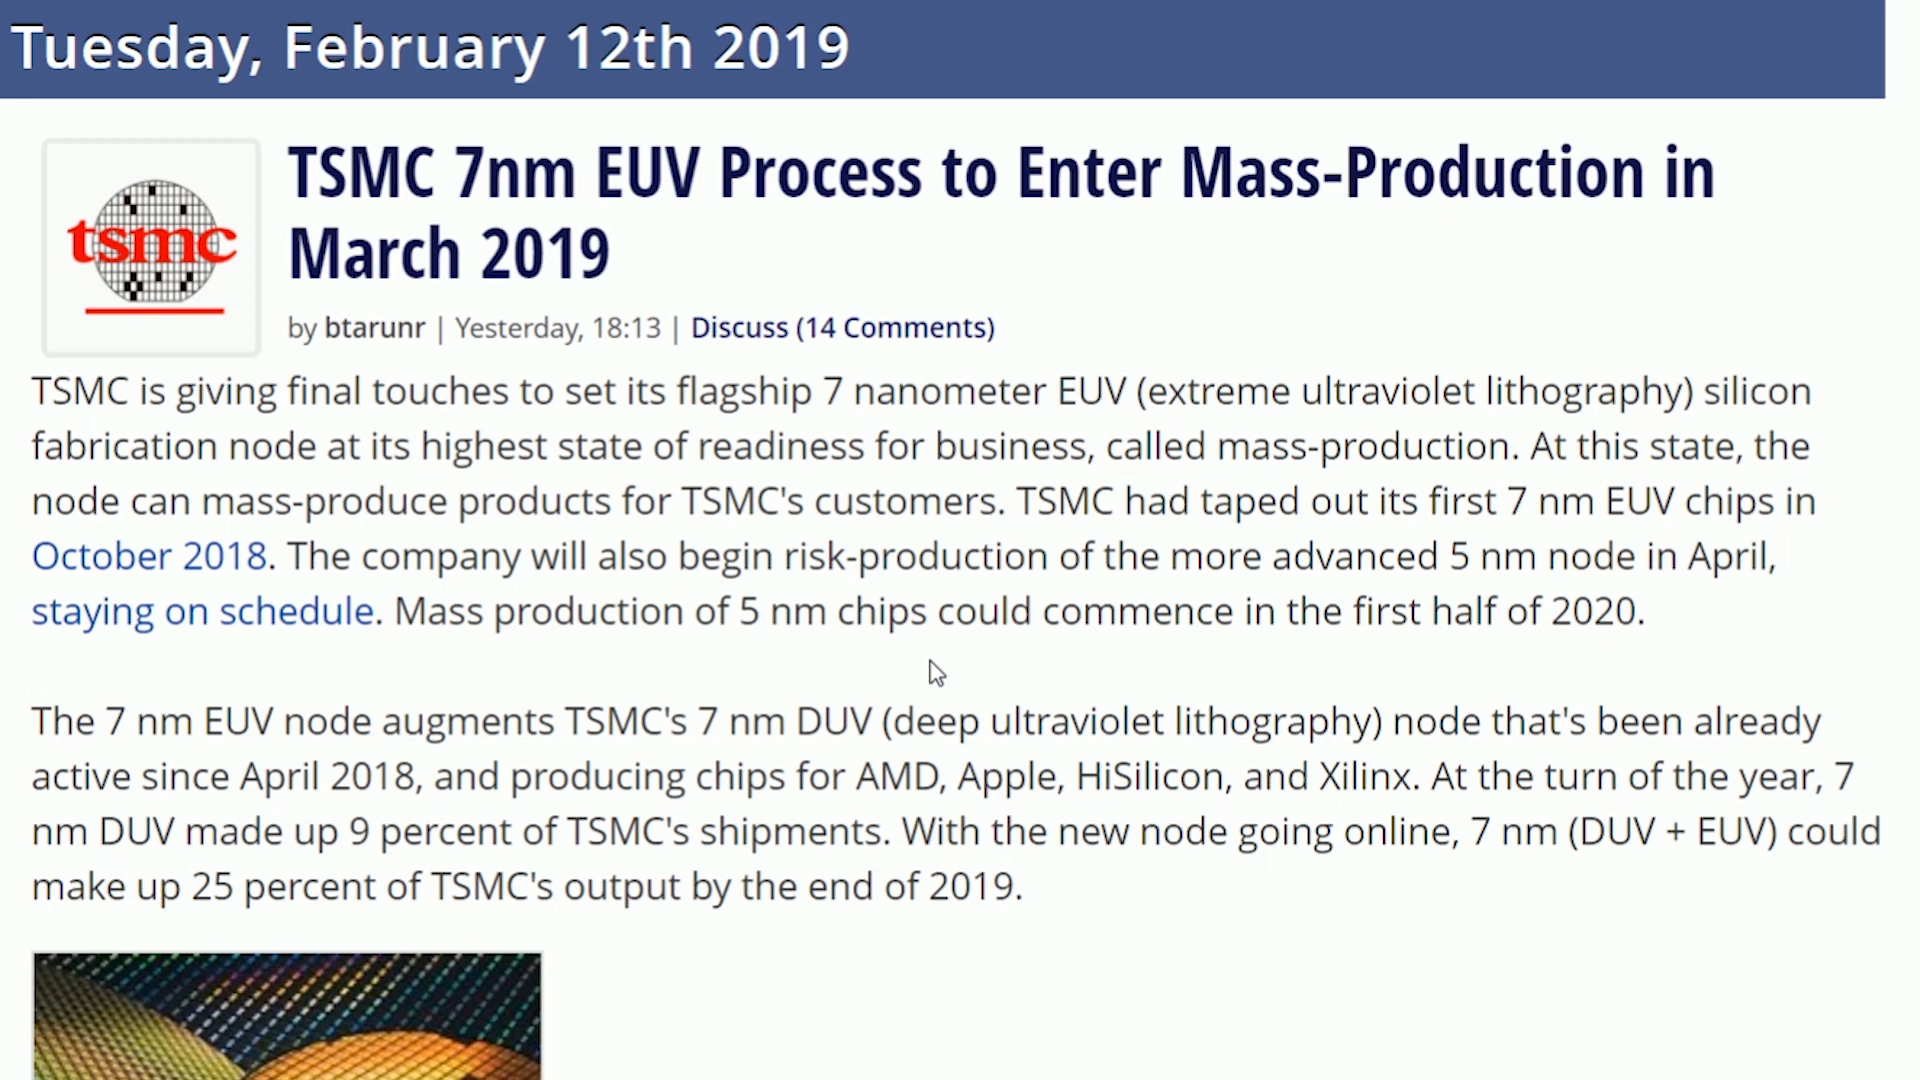 Tuesday, February 12th 2019
tsmc
TSMC 7nm EUV Process to Enter Mass-Production in
March 2019
by btarunr | Yesterday, 18:13 | Discuss (14 Comments)
TSMC is giving final touches to set its flagship 7 nanometer EUV (extreme ultraviolet lithography) silicon
fabrication node at its highest state of readiness for business, called mass-production. At this state, the
node can mass-produce products for TSMC's customers. TSMC had taped out its first 7 nm EUV chips in
October 2018. The company will also begin risk-production of the more advanced 5 nm node in April,
staying on schedule. Mass production of 5 nm chips could commence in the first half of 2020.
The 7 nm EUV node augments TSMC's 7 nm DUV (deep ultraviolet lithography) node that's been already
active since April 2018, and producing chips for AMD, Apple, HiSilicon, and Xilinx. At the turn of the year, 7
nm DUV made up 9 percent of TSMC's shipments. With the new node going online, 7 nm (DUV + EUV) could
make up 25 percent of TSMC's output by the end of 2019.